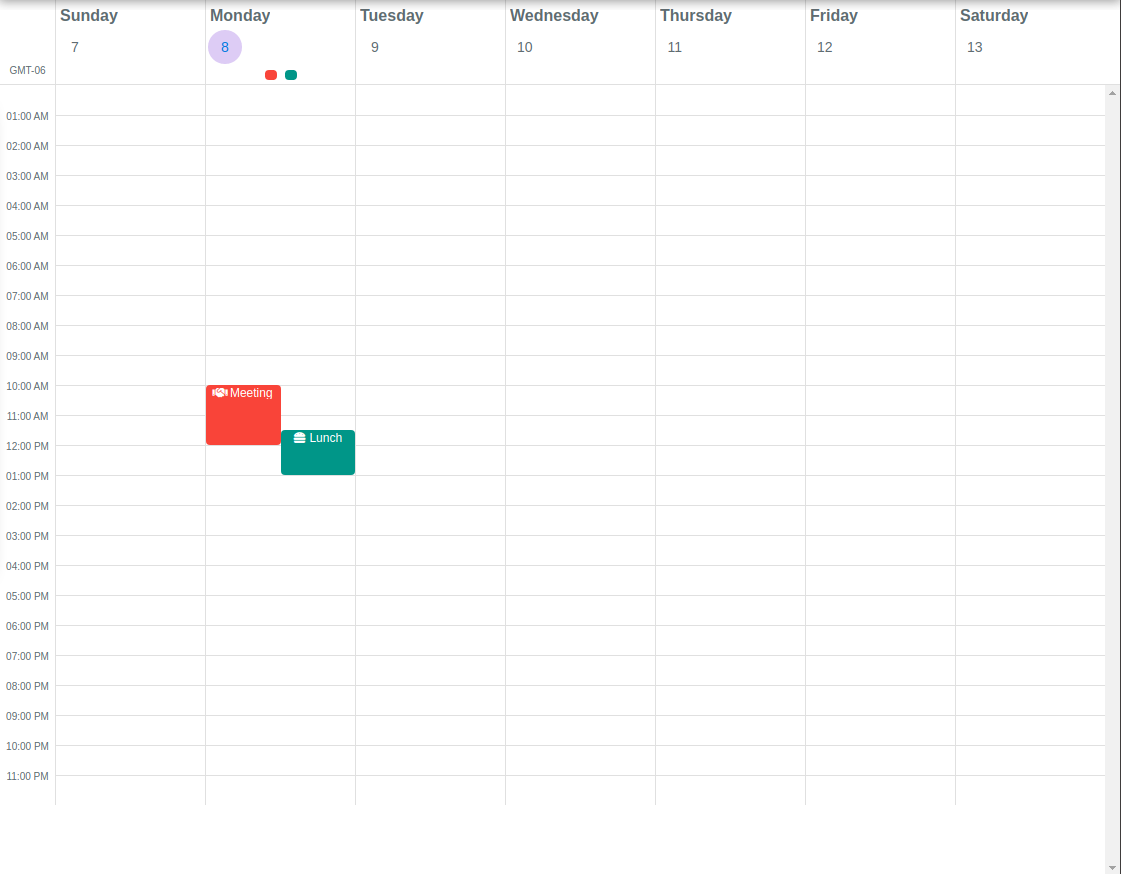 Sunday Monday Tuesday Wednesday Thursday Friday Saturday
7 8 9 10 11 12 13
GMT-06
01:00 AM
02:00 AM
03:00 AM
04:00 AM
05:00 AM
06:00 AM
07:00 AM
08:00 AM
09:00 AM
10:00 AM Meeting
11:00 AM
Lunch
12:00 PM
01:00 PM
02:00 PM
03:00 PM
04:00 PM
05:00 PM
06:00 PM
07:00 PM
08:00 PM
09:00 PM
10:00 PM
11:00 PM